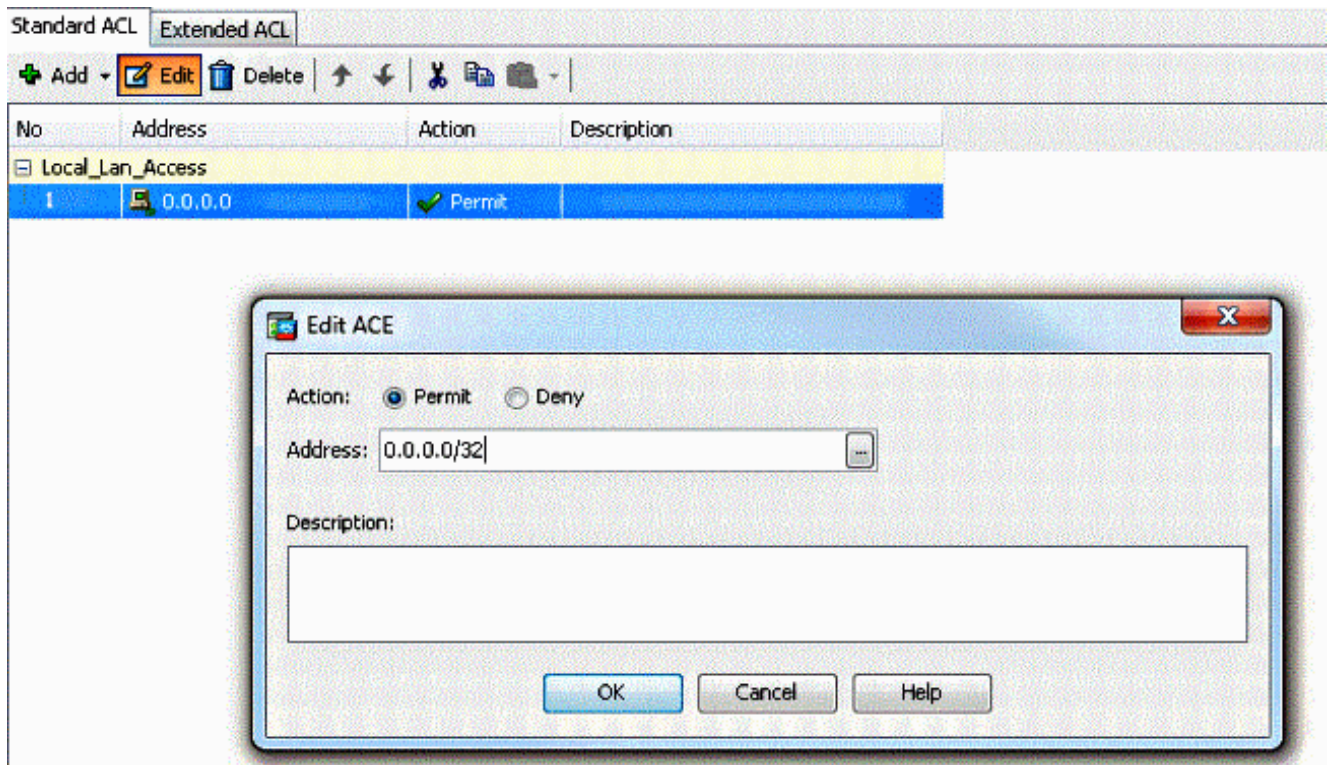 Standard ACL Extended ACL
Add Edit Delete
No Address Action Description
Local_Lan_Access
1 0.0.0.0 Permit
Edit ACE
Action: Permit Deny
Address: 0.0.0.0/32 ...
Description:
OK Cancel Help